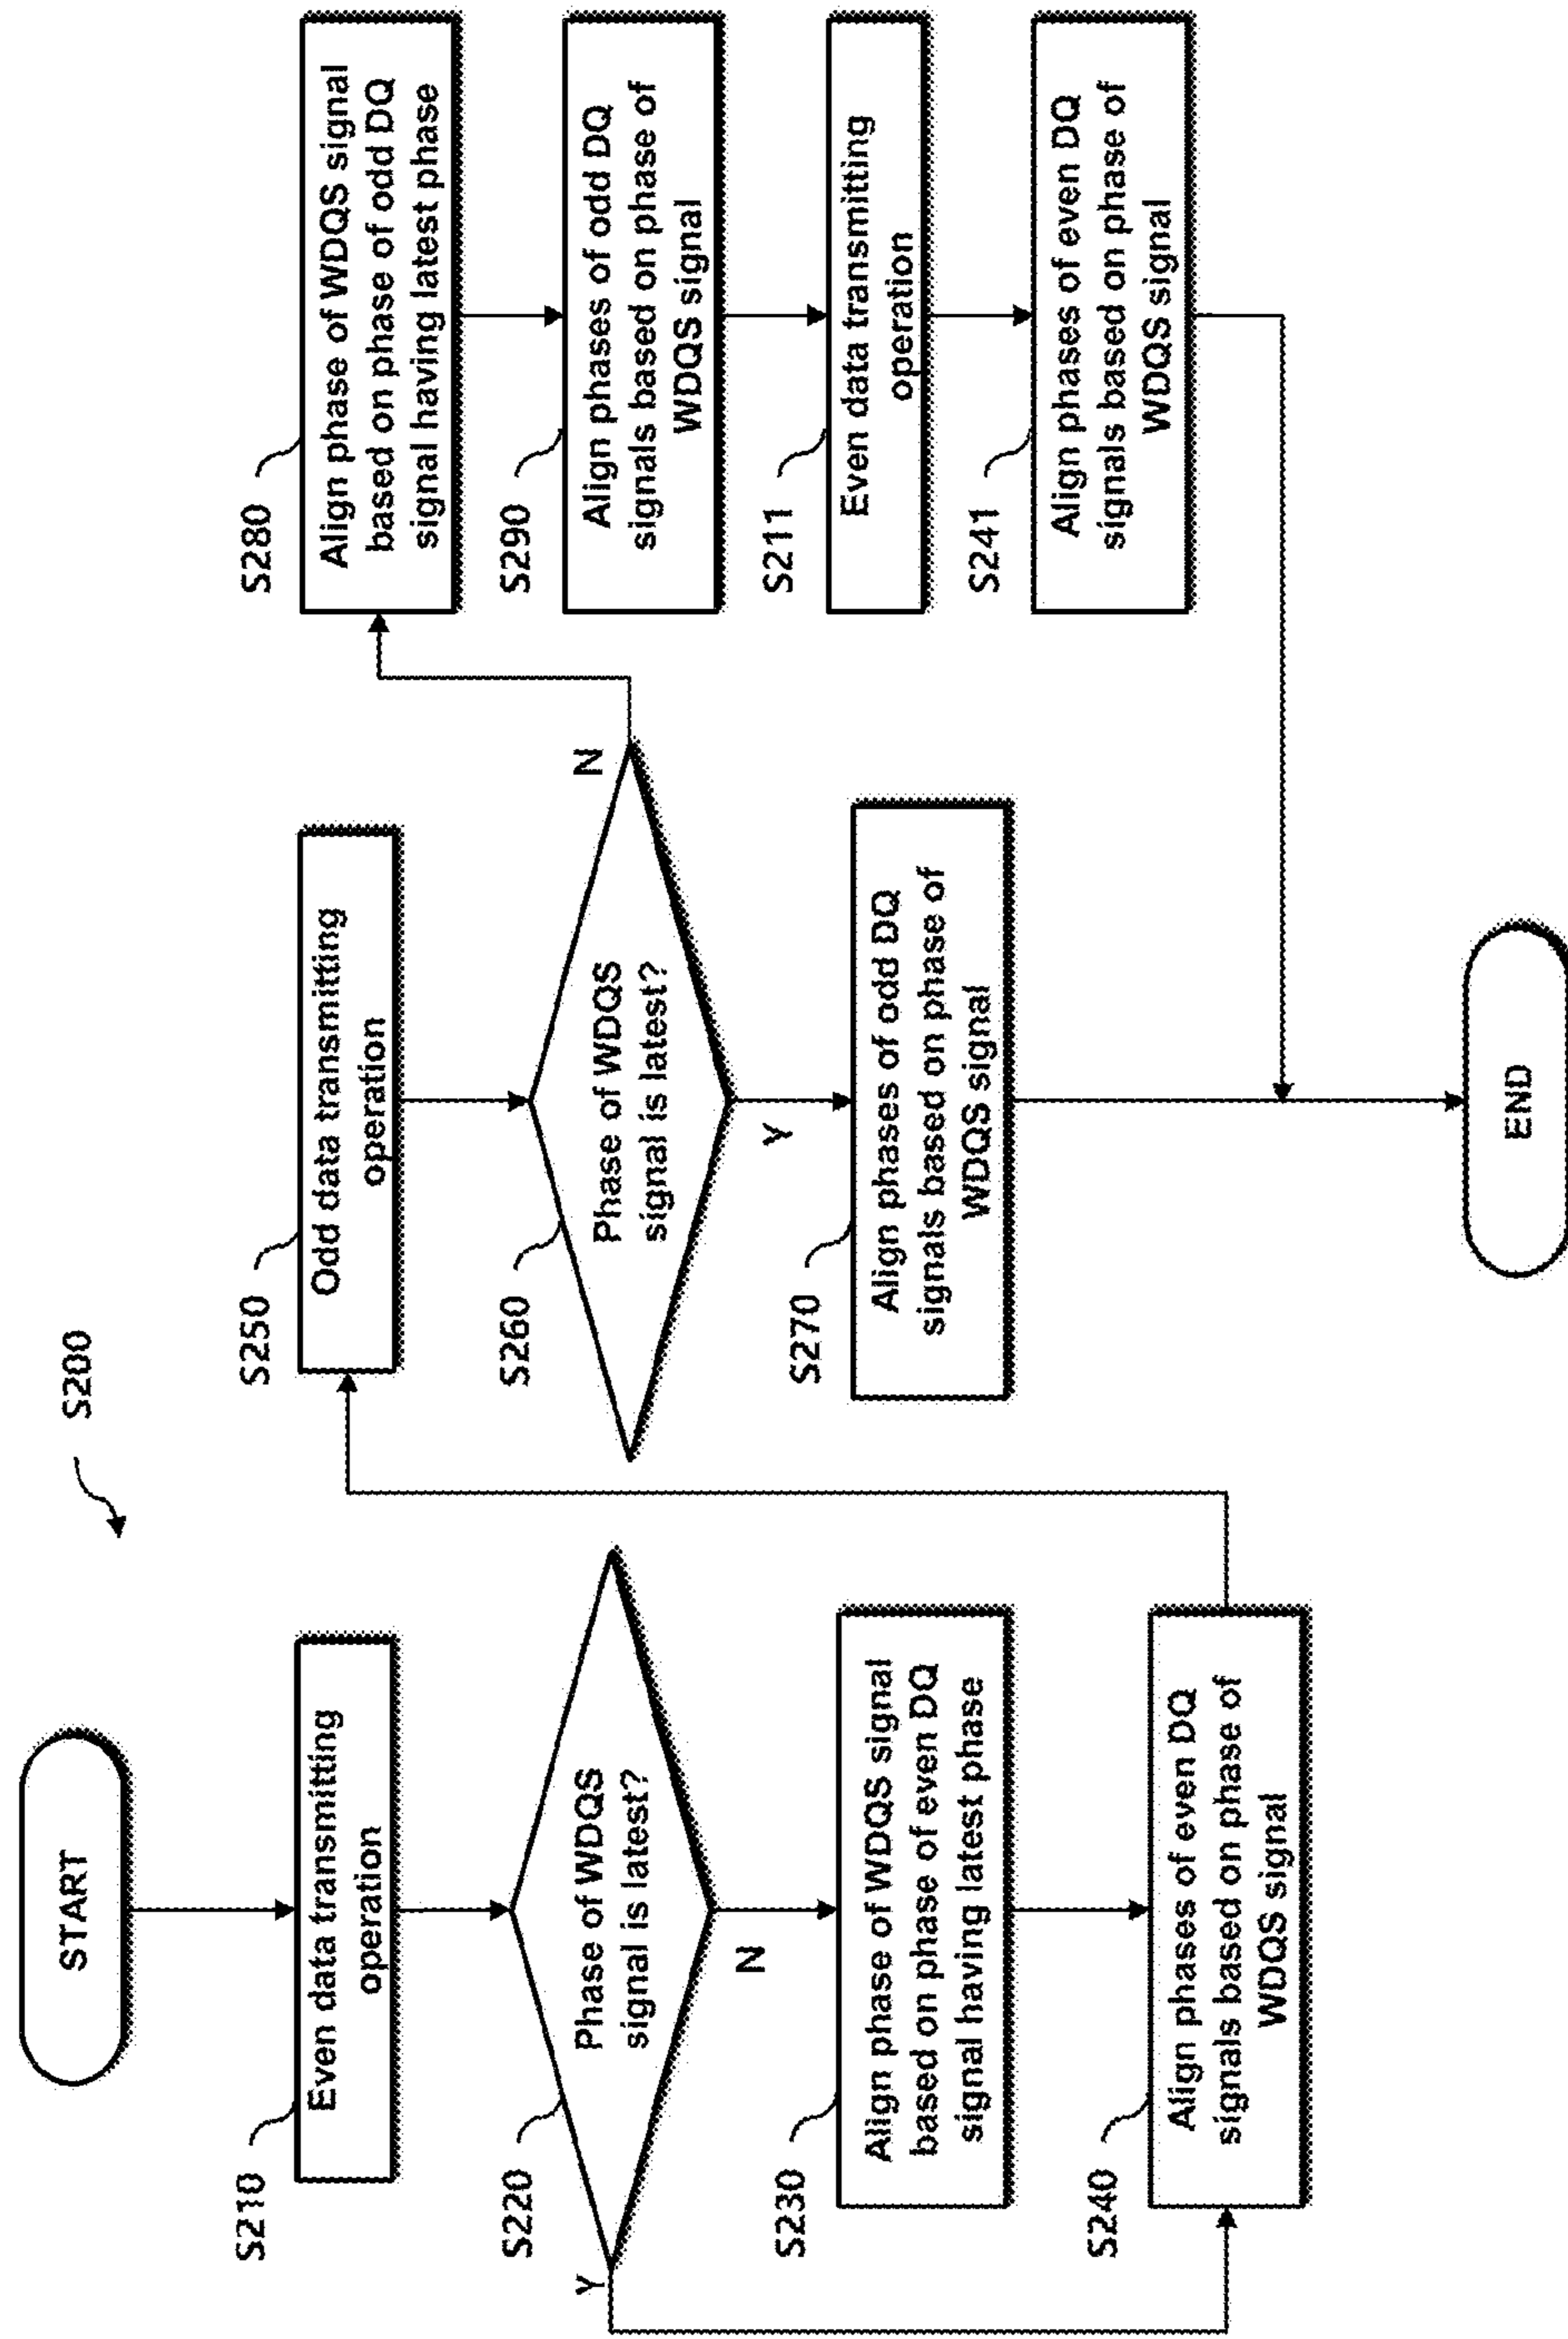 S200
START
S210
Even data transmitting
operation
S220
Phase of WDQS
signal is latest?
Y
N
S230
Align phase of WDQS signal
based on phase of even DQ
signal having latest phase
S240
Align phases of even DQ
signals based on phase of
WDQS signal
S250
Odd data transmitting
operation
S260
Phase of WDQS
signal is latest?
N
Y
S270
Align phases of odd DQ
signals based on phase of
WDQS signal
S280
Align phase of WDQS signal
based on phase of odd DQ
signal having latest phase
S290
Align phases of odd DQ
signals based on phase of
WDQS signal
S211
Even data transmitting
operation
S241
Align phases of even DQ
signals based on phase of
WDQS signal
END